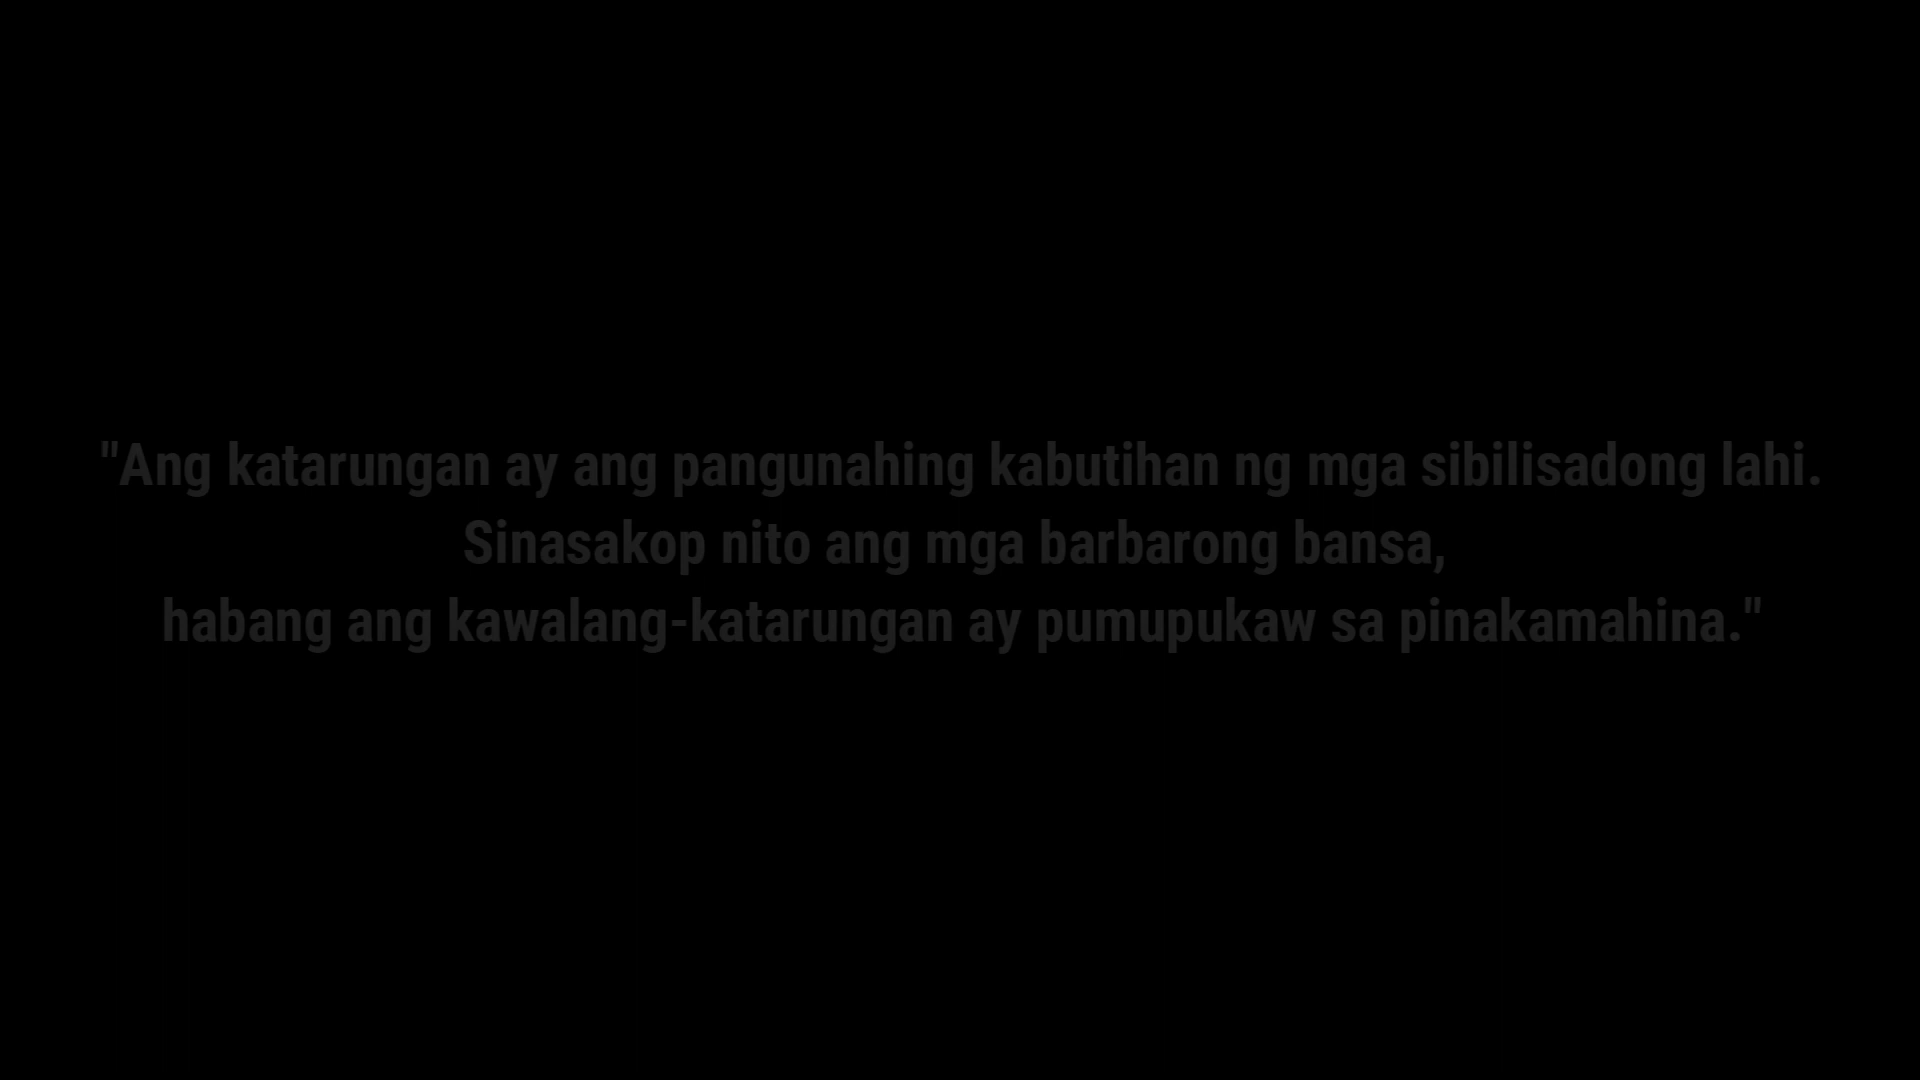 "Ang katarungan ay ang pangunahing kabutihan ng mga sibilisadong lahi.
Sinasakop nito ang mga barbarong bansa,
habang ang kawalang-katarungan ay pumupukaw sa pinakamahina."